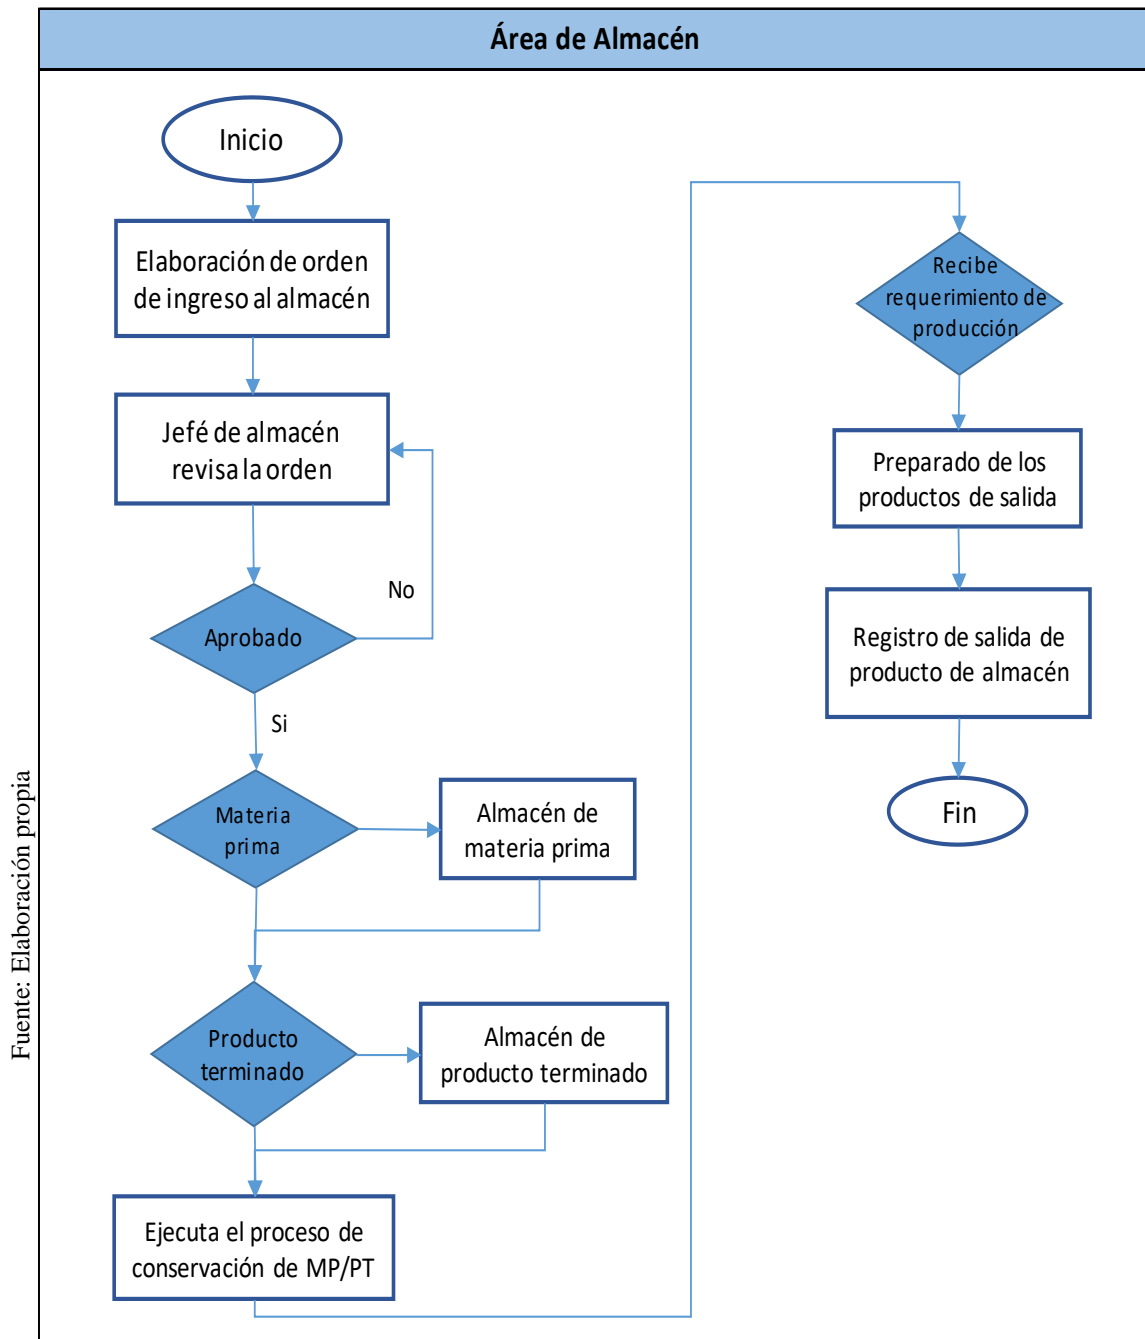 Área de Almacén
Inicio
Elaboración de orden
de ingreso al almacén
Jefé de almacén
revisa la orden
No
Aprobado
Si
Materia
prima
Almacén de
materia prima
Producto
terminado
Almacén de
producto terminado
Ejecuta el proceso de
conservación de MP/PT
Recibe
requerimiento de
producción
Preparado de los
productos de salida
Registro de salida de
producto de almacén
Fin
Fuente: Elaboración propia